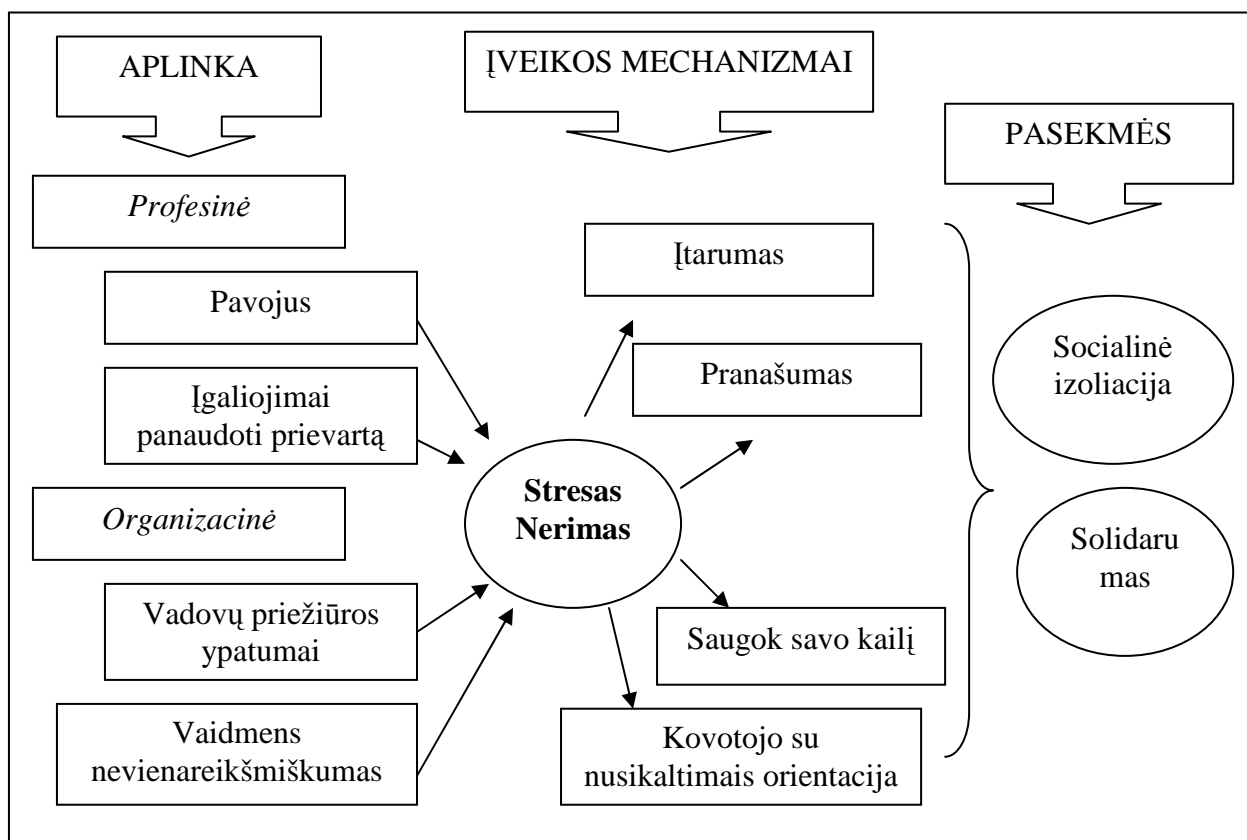 APLINKA
Profesinė
Pavojus
Įgaliojimai
panaudoti prievartą
Organizacinė
Vadovų priežiūros
ypatumai
Vaidmens
nevienareikšmiškumas
ĮVEIKOS MECHANIZMAI
Įtarumas
Pranašumas
Stresas
Nerimas
Saugok savo kailį
Kovotojo su
nusikaltimais orientacija
PASEKMĖS
Socialinė
izoliacija
Solidaru
mas